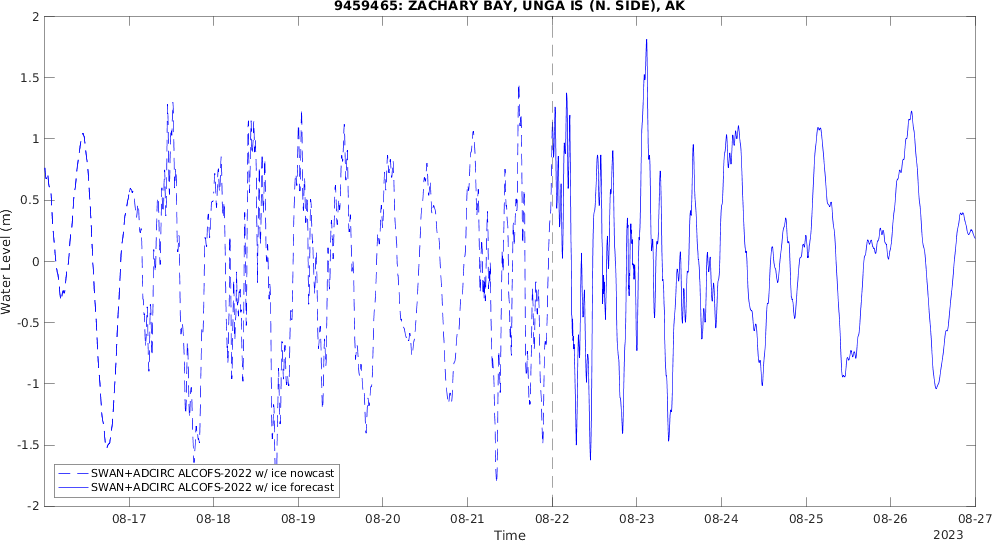 9459465: ZACHARY BAY, UNGA IS (N. SIDE), AK
2
1.5
1
0.5
0
-0.5
-1
-1.5
-2
Water Level (m)
SWAN+ADCIRC ALCOFS-2022 w/ ice nowcast
SWAN+ADCIRC ALCOFS-2022 w/ ice forecast
08-17 08-18 08-19 08-20 08-21 08-22 08-23 08-24 08-25 08-26 08-27
Time
2023